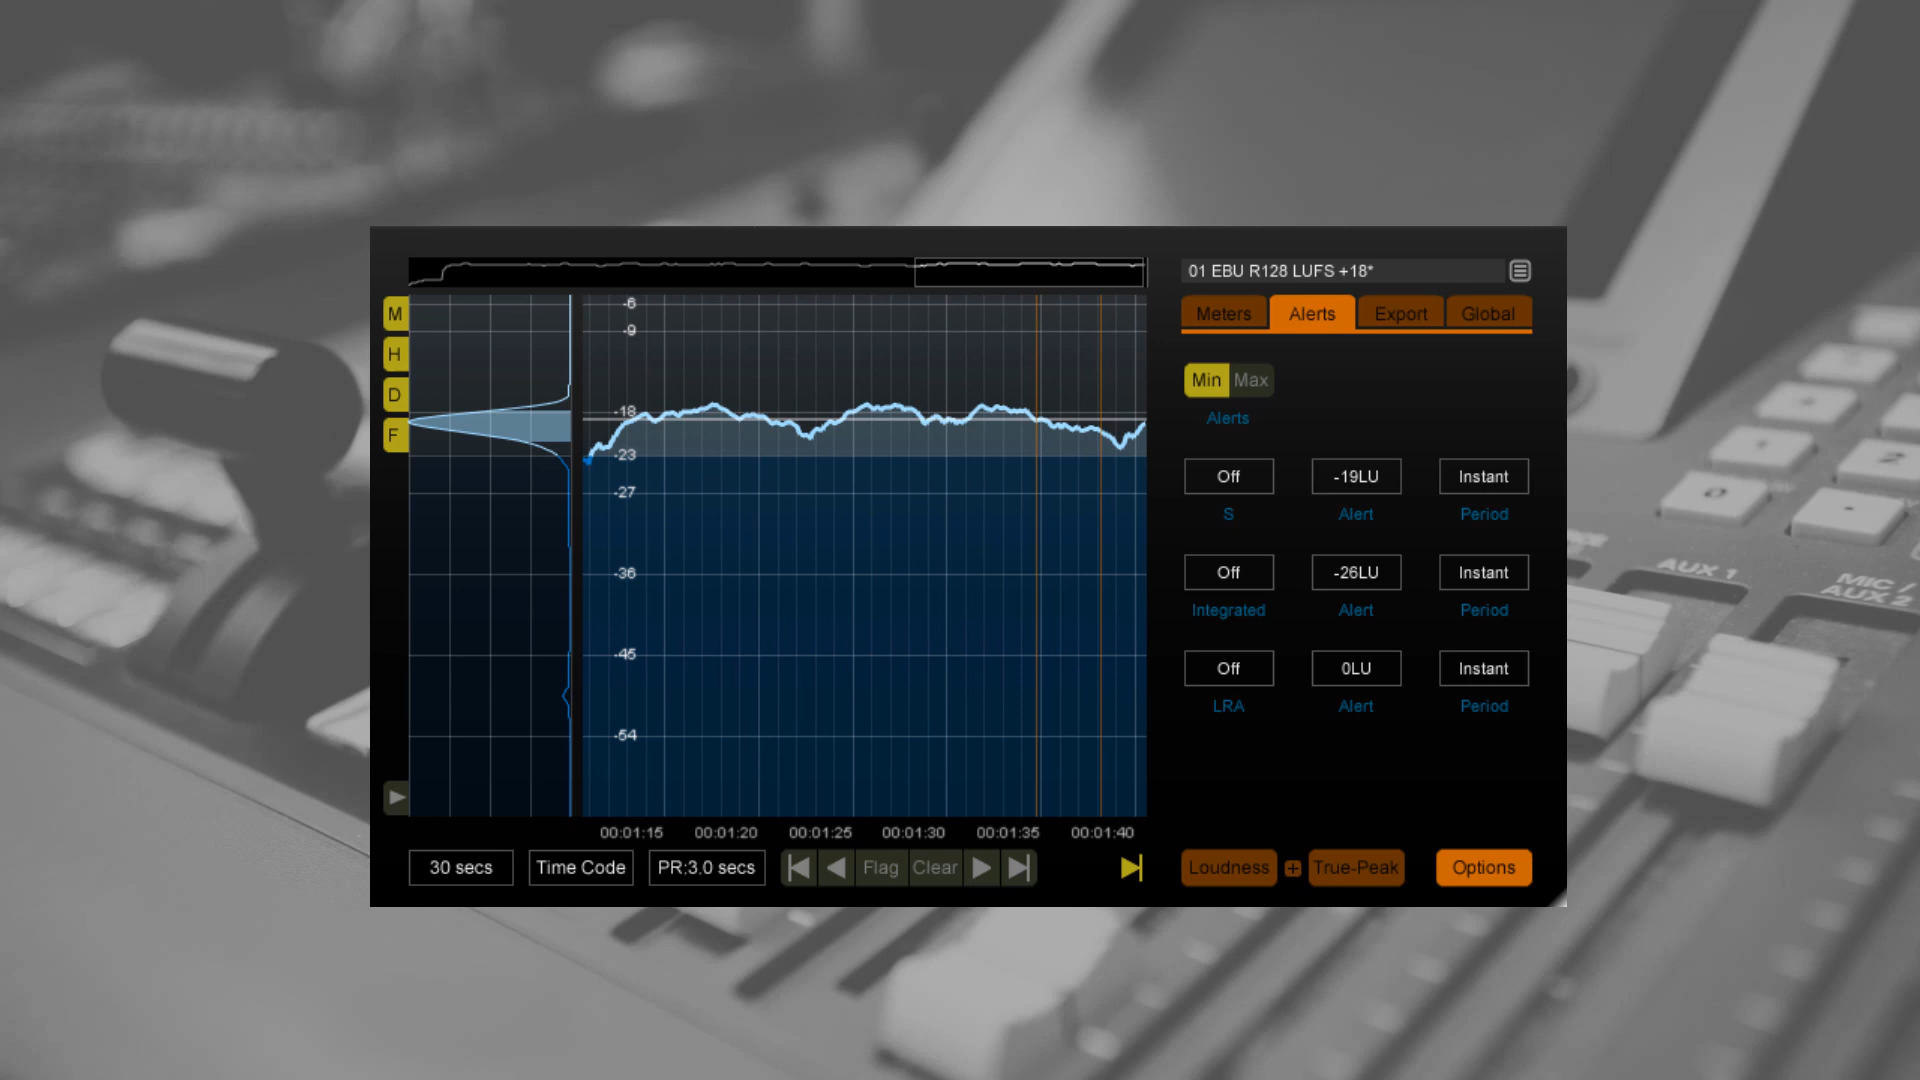 01 EBU R128 LUFS +18*
M
H
D
F
-6
-9
-18
-23
-27
-36
-45
-54
00:01:15 00:01:20 00:01:25 00:01:30 00:01:35 00:01:40
30 secs Time Code PR:3.0 secs Flag Clear
Meters Alerts Export Global
Min Max
Alerts
Off -19LU Instant
S Alert Period
Off -26LU Instant
Integrated Alert Period
Off 0LU Instant
LRA Alert Period
Loudness + True-Peak Options
AUX 1
MIC /
AUX 2
1
2
0